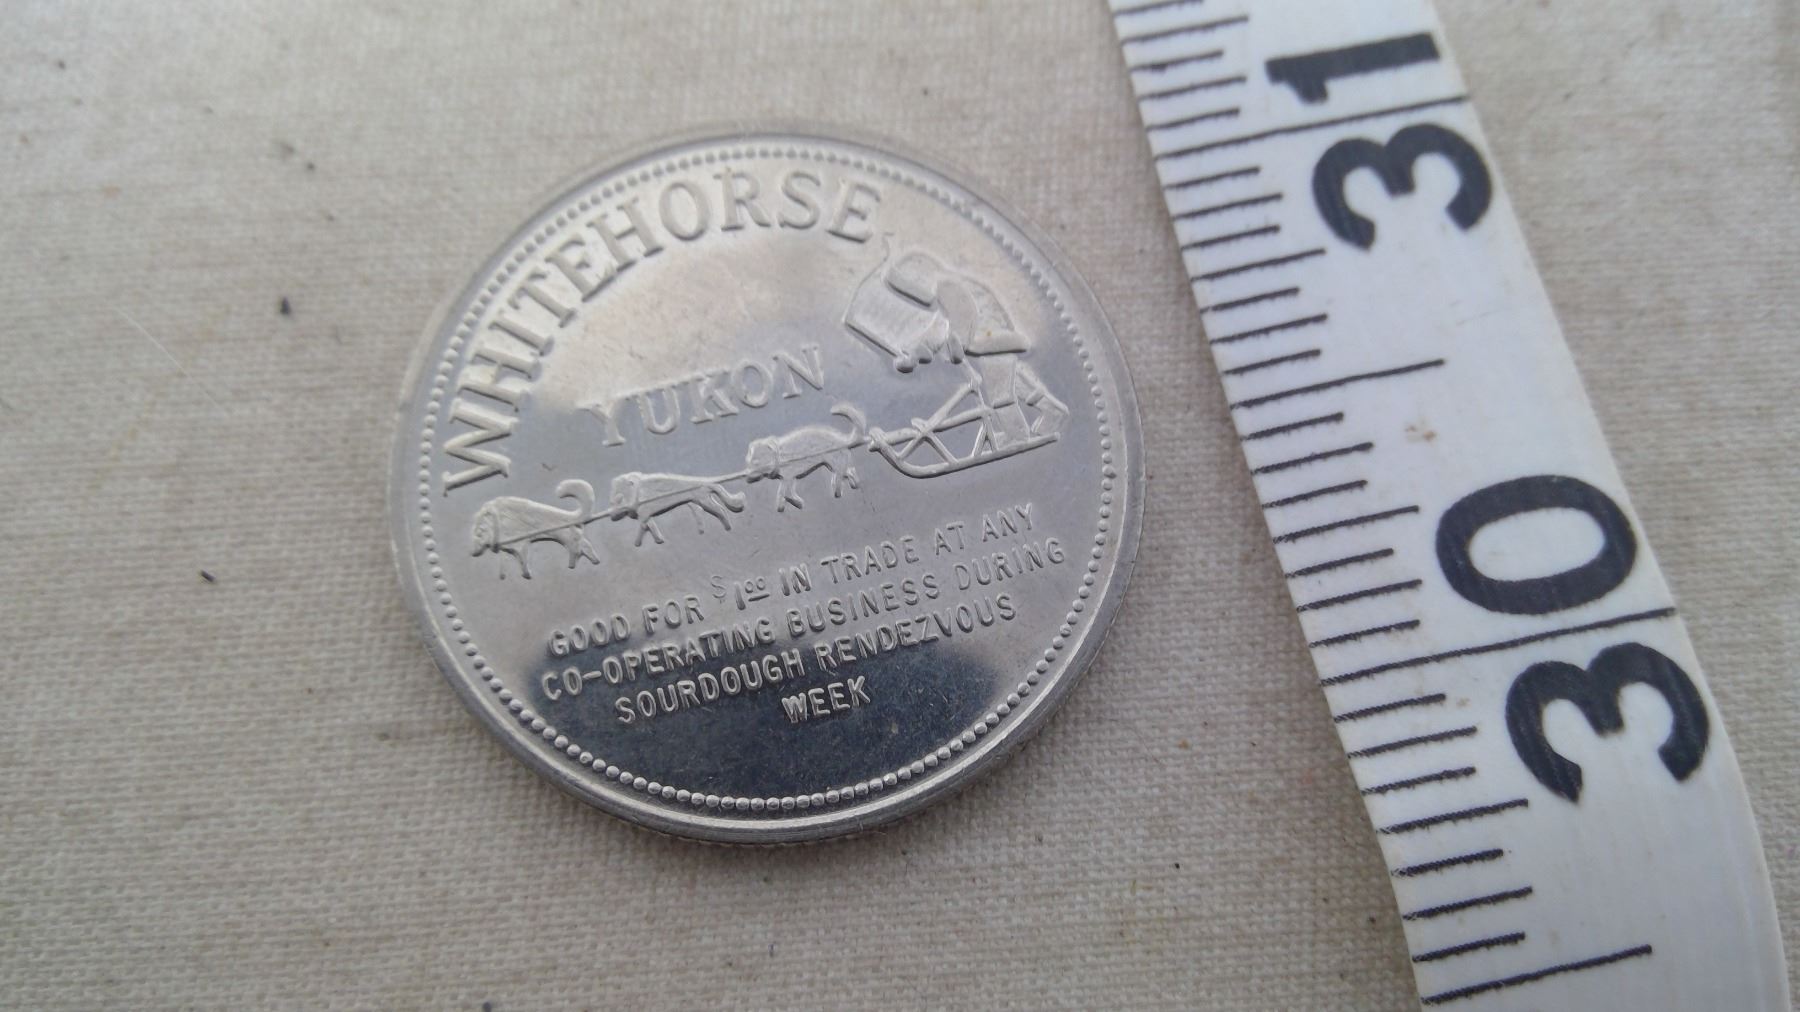 WHITEHORSE
YUKON
GOOD FOR $1.00 IN TRADE AT ANY
CO-OPERATING BUSINESS DURING
SOURDOUGH RENDEZVOUS
WEEK
31
30